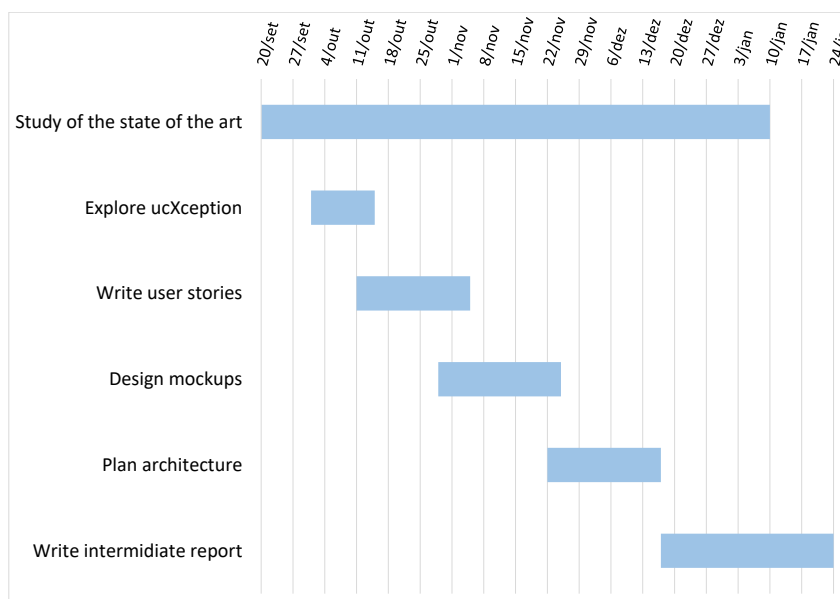 20/set
27/set
4/out
11/out
18/out
25/out
1/nov
8/nov
15/nov
22/nov
29/nov
6/dez
13/dez
20/dez
27/dez
3/jan
10/jan
17/jan
Study of the state of the art
Explore ucXception
Write user stories
Design mockups
Plan architecture
Write intermidiate report